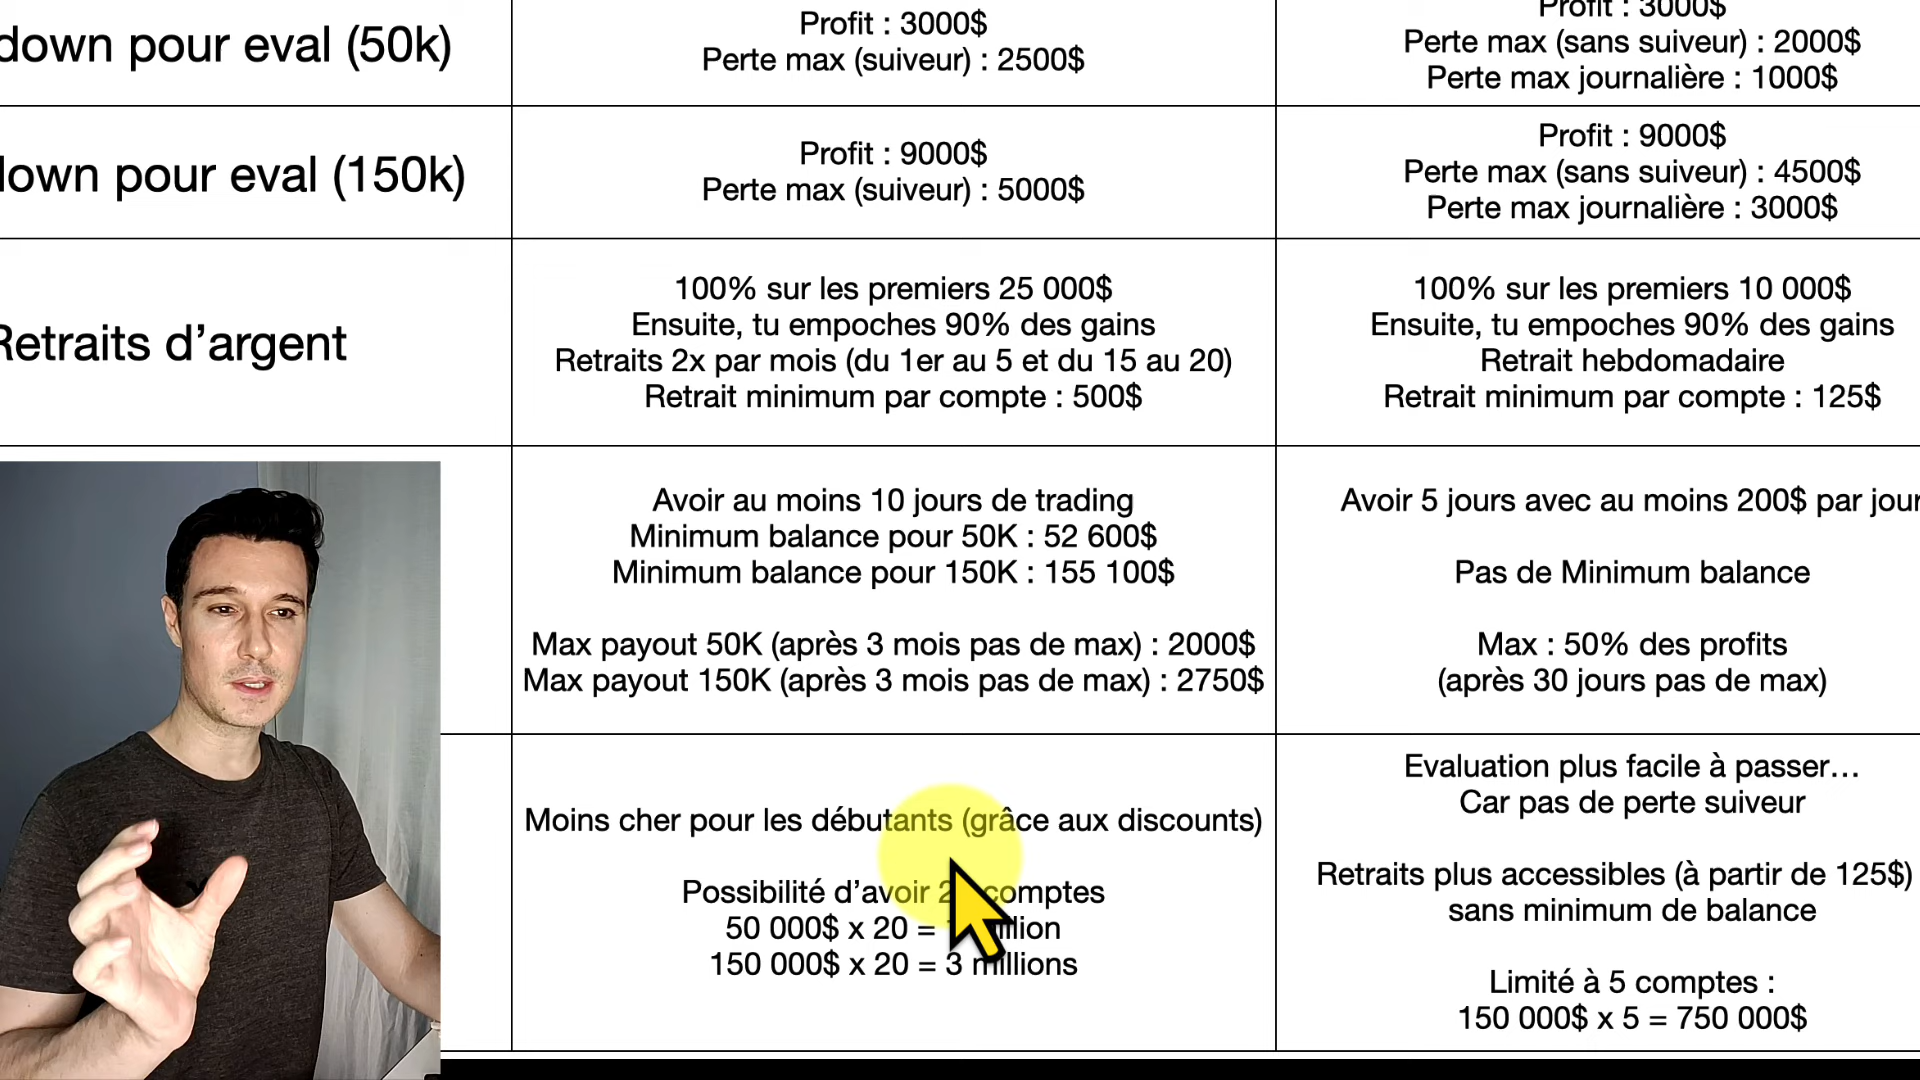 down pour eval (50k)
Profit : 3000$
Perte max (suiveur) : 2500$
Profit : 3000$
Perte max (sans suiveur) : 2000$
Perte max journalière : 1000$
down pour eval (150k)
Profit : 9000$
Perte max (suiveur) : 5000$
Profit : 9000$
Perte max (sans suiveur) : 4500$
Perte max journalière : 3000$
Retraits d’argent
100% sur les premiers 25 000$
Ensuite, tu empoches 90% des gains
Retraits 2x par mois (du 1er au 5 et du 15 au 20)
Retrait minimum par compte : 500$
100% sur les premiers 10 000$
Ensuite, tu empoches 90% des gains
Retrait hebdomadaire
Retrait minimum par compte : 125$
Avoir au moins 10 jours de trading
Minimum balance pour 50K : 52 600$
Minimum balance pour 150K : 155 100$
Max payout 50K (après 3 mois pas de max) : 2000$
Max payout 150K (après 3 mois pas de max) : 2750$
Avoir 5 jours avec au moins 200$ par jour
Pas de Minimum balance
Max : 50% des profits
(après 30 jours pas de max)
Moins cher pour les débutants (grâce aux discounts)
Possibilité d’avoir comptes
50 000$ x 20 =
150 000$ x 20 = 3 millions
Evaluation plus facile à passer…
Car pas de perte suiveur
Retraits plus accessibles (à partir de 125$)
sans minimum de balance
Limité à 5 comptes :
150 000$ x 5 = 750 000$